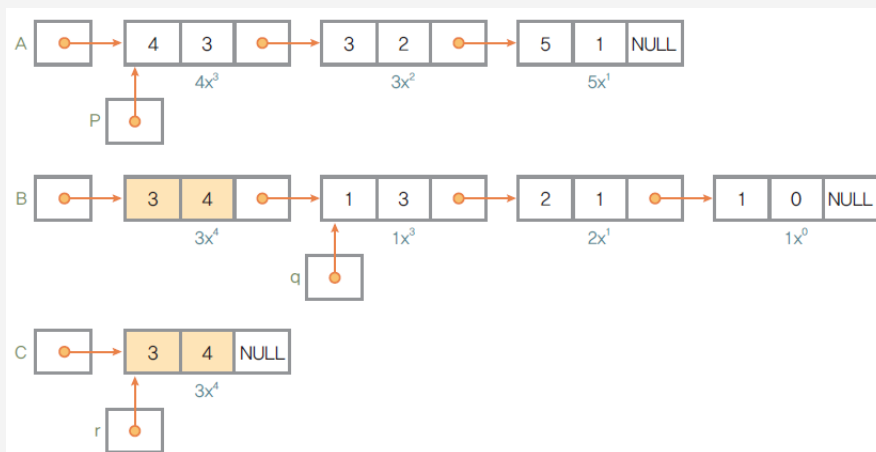 A 4 3 3 2 5 1 NULL
4x³ 3x² 5x¹
P
B 3 4 1 3 2 1 1 0 NULL
3x⁴ 1x³ 2x¹ 1x⁰
q
C 3 4 NULL
3x⁴
r